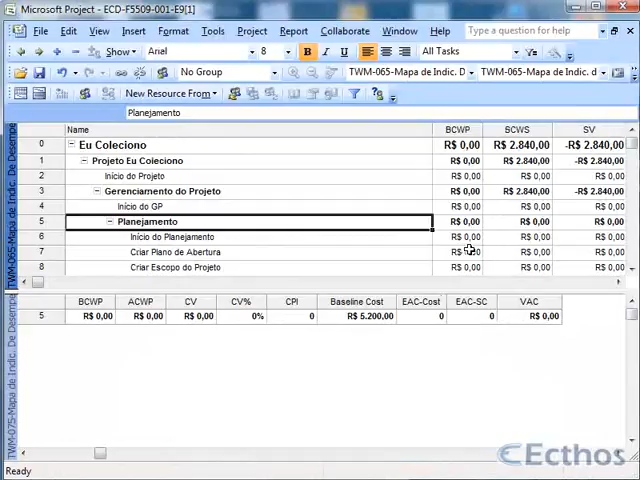 Microsoft Project - ECD-F5509-001-E9[1]
File Edit View Insert Format Tools Project Report Collaborate Window Help Type a question for help
Show Arial 8 B I U All Tasks
No Group TWM-065-Mapa de Indic. D TWM-065-Mapa de Indic. d
New Resource From
Planejamento
Name BCWP SCWS SV
0 Eu Coleciono R$ 0,00 R$ 2.840,00 -R$ 2.840,00
1 Projeto Eu Coleciono R$ 0,00 R$ 2.840,00 -R$ 2.840,00
2 Início do Projeto R$ 0,00 R$ 0,00 R$ 0,00
3 Gerenciamento do Projeto R$ 0,00 R$ 2.840,00 -R$ 2.840,00
4 Início do GP R$ 0,00 R$ 0,00 R$ 0,00
5 Planejamento R$ 0,00 R$ 0,00 R$ 0,00
6 Início do Planejamento R$ 0,00 R$ 0,00 R$ 0,00
7 Criar Plano de Abertura R$ 0,00 R$ 0,00 R$ 0,00
8 Criar Escopo do Projeto R$ 0,00 R$ 0,00 R$ 0,00
TWM-065-Mapa de Indic. De Desempe
BCWP ACWP CV CV% CPI Baseline Cost EAC-Cost EAC-SC VAC
5 R$ 0,00 R$ 0,00 R$ 0,00 0% 0 R$ 5.200,00 0 0 R$ 0,00
TWM-075-Mapa de Indic. De Desempe
Ecthos
Ready